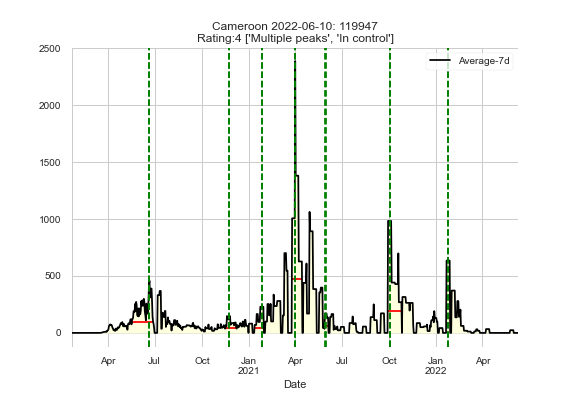 Cameroon 2022-06-10: 119947
Rating:4 ['Multiple peaks', 'In control']
Average-7d
2500
2000
1500
1000
500
0
Apr Jul Oct Jan Apr Jul Oct Jan Apr
2021 2022
Date